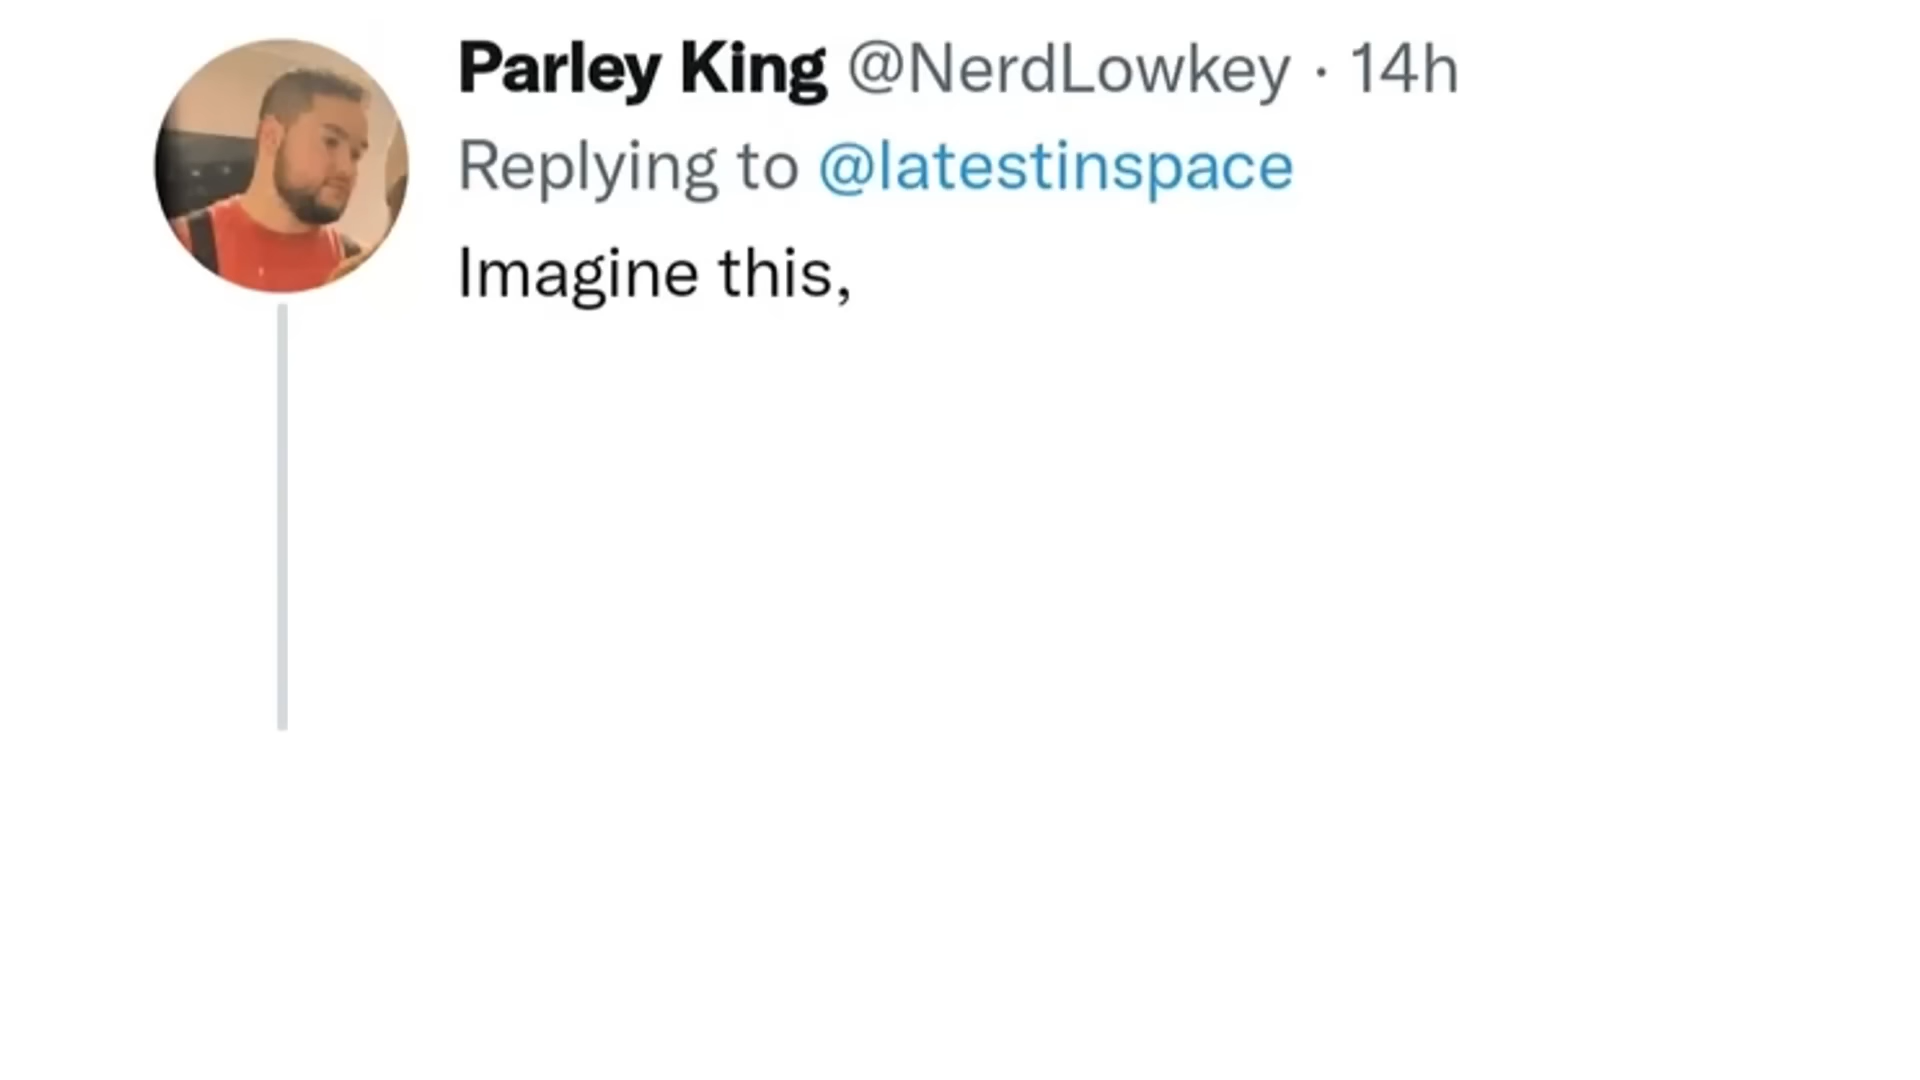 Parley King @NerdLowkey · 14h
Replying to @latestinspace
Imagine this,